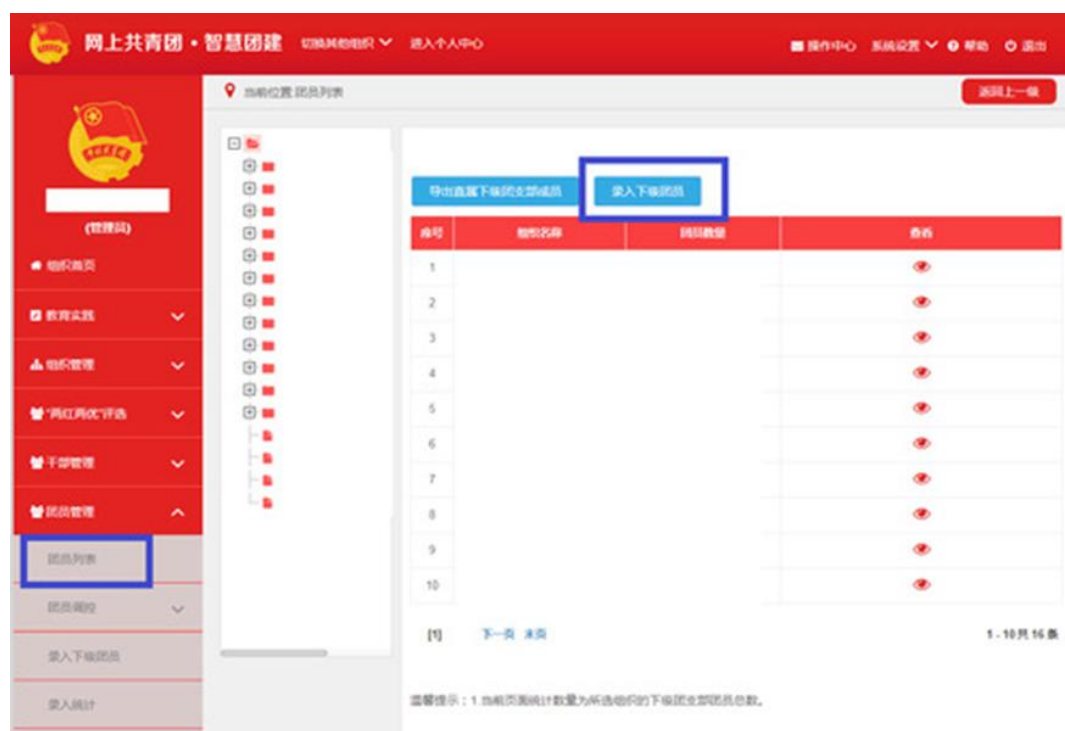 网上共青团·智慧团建 切换其他组织 进入个人中心 操作中心 系统设置 帮助 退出
当前位置:团员列表 返回上一级
(管理员)
组织首页
教育实践
组织管理
"两红两优"评选
干部管理
团员管理
团员列表
团员调控
录入下级团员
录入统计
导出直属下级团支部成员 录入下级团员
序号 组织名称 团员数量 查看
1
2
3
4
5
6
7
8
9
10
[1] 下一页 末页 1 - 10 共 16 条
温馨提示：1.当前页面统计数量为所选组织的下级团支部团员总数。